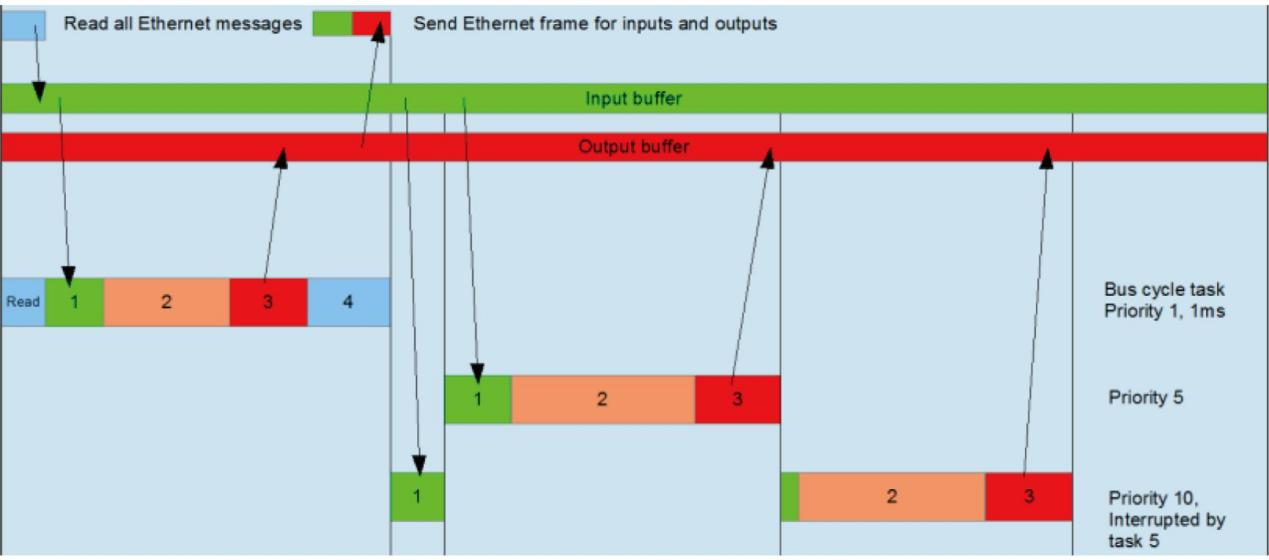 Read all Ethernet messages
Send Ethernet frame for inputs and outputs
Input buffer
Output buffer
Read
1
2
3
4
Bus cycle task
Priority 1, 1ms
1
2
3
Priority 5
1
2
3
Priority 10,
Interrupted by
task 5